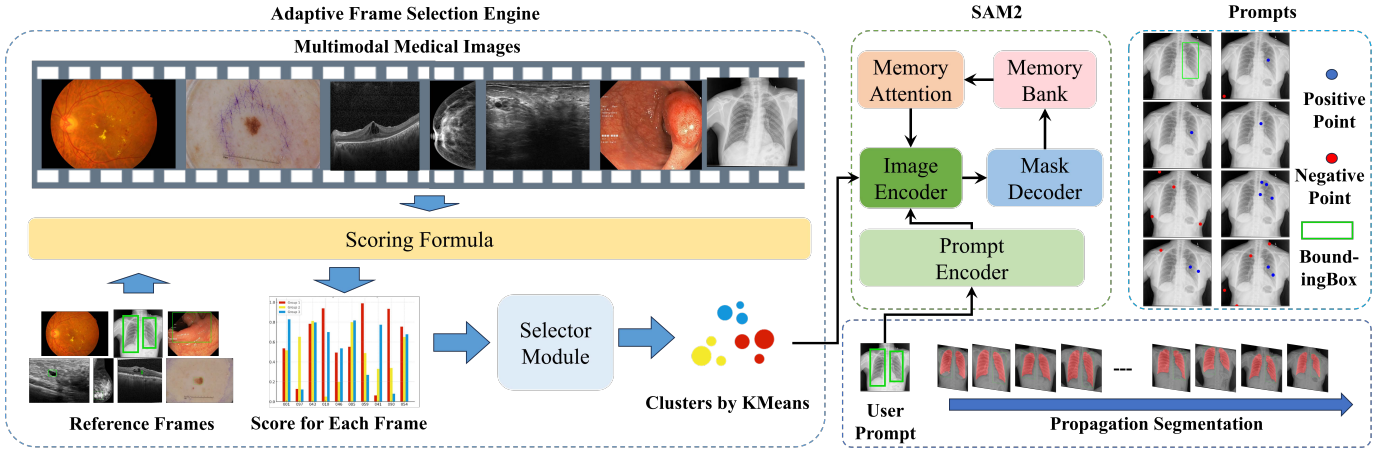 Adaptive Frame Selection Engine
Multimodal Medical Images
Scoring Formula
Reference Frames
Score for Each Frame
Selector
Module
Clusters by KMeans
SAM2
Memory
Attention
Memory
Bank
Image
Encoder
Mask
Decoder
Prompt
Encoder
Prompts
Positive
Point
Negative
Point
Bound-
ingBox
User
Prompt
Propagation Segmentation